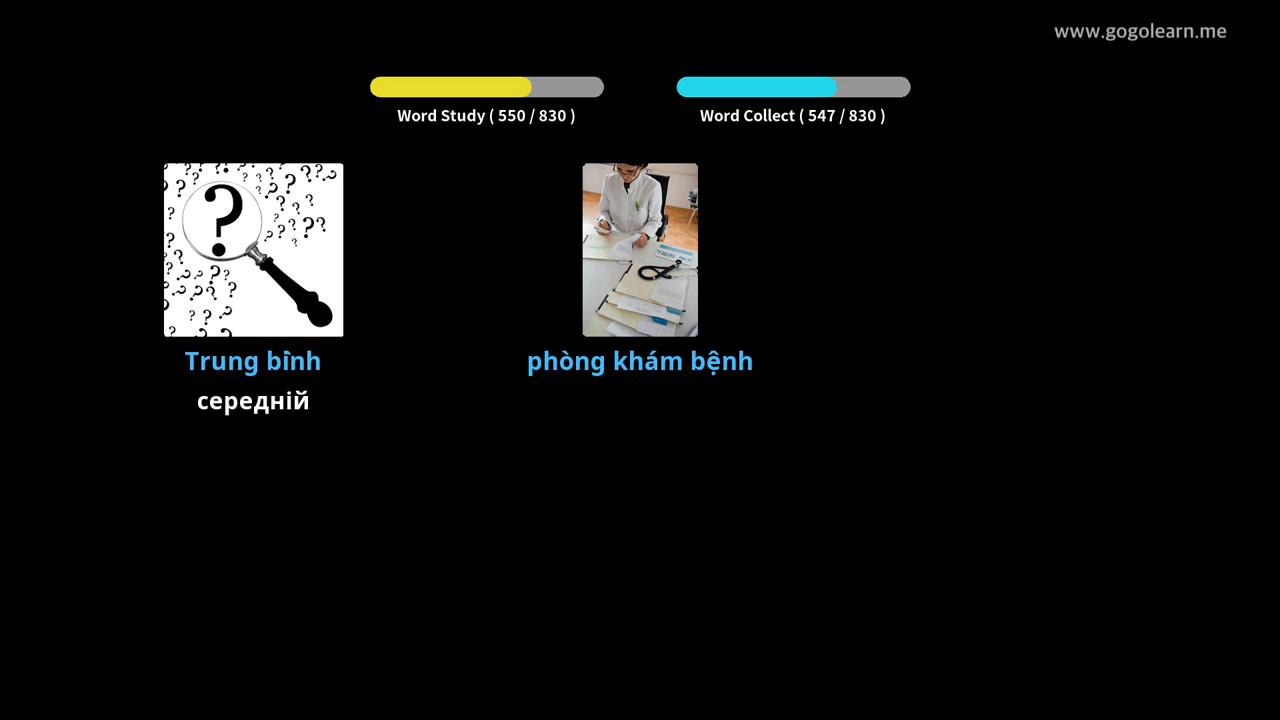 www.gogolearn.me
Word Study ( 550 / 830 )
Word Collect ( 547 / 830 )
Trung bình
phòng khám bệnh
середній